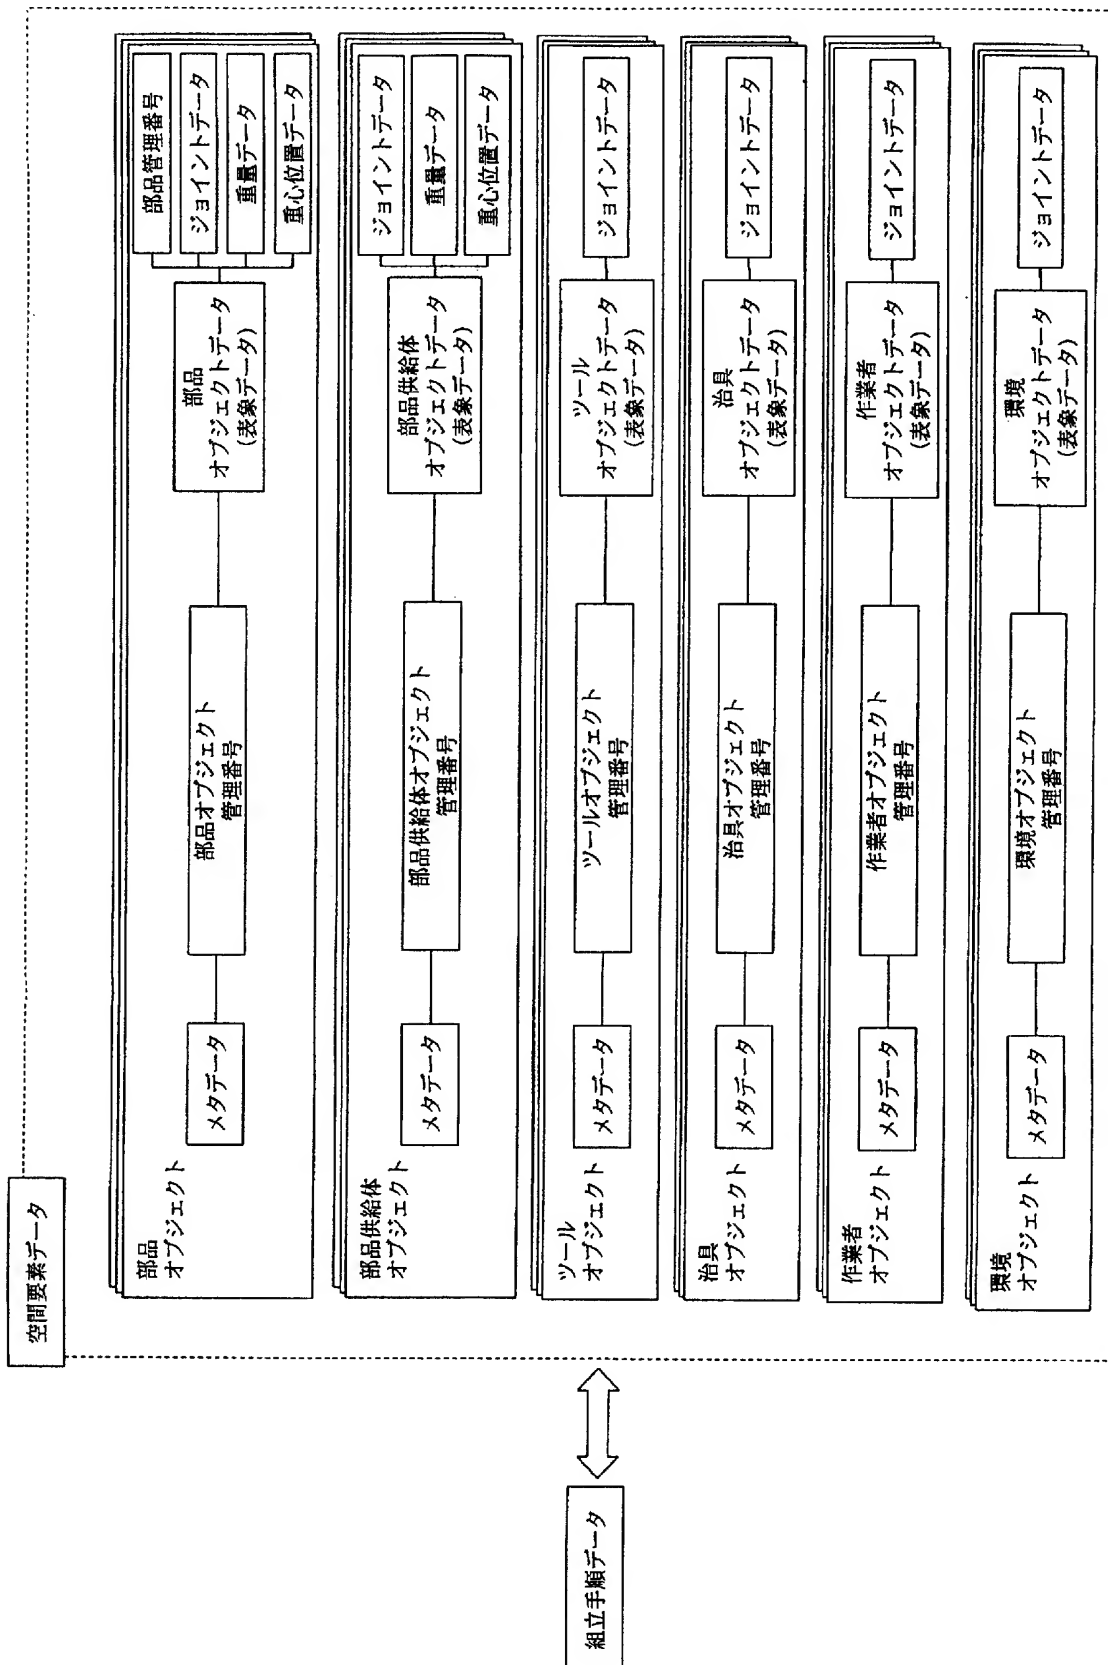 組立手順データ
空間要素データ
部品
オブジェクト
メタデータ
部品オブジェクト
管理番号
部品
オブジェクトデータ
(表象データ)
部品管理番号
ジョイントデータ
重量データ
重心位置データ
部品供給体
オブジェクト
メタデータ
部品供給体オブジェクト
管理番号
部品供給体
オブジェクトデータ
(表象データ)
ジョイントデータ
重量データ
重心位置データ
ツール
オブジェクト
メタデータ
ツールオブジェクト
管理番号
ツール
オブジェクトデータ
(表象データ)
ジョイントデータ
治具
オブジェクト
メタデータ
治具オブジェクト
管理番号
治具
オブジェクトデータ
(表象データ)
ジョイントデータ
作業者
オブジェクト
メタデータ
作業者オブジェクト
管理番号
作業者
オブジェクトデータ
(表象データ)
ジョイントデータ
環境
オブジェクト
メタデータ
環境オブジェクト
管理番号
環境
オブジェクトデータ
(表象データ)
ジョイントデータ